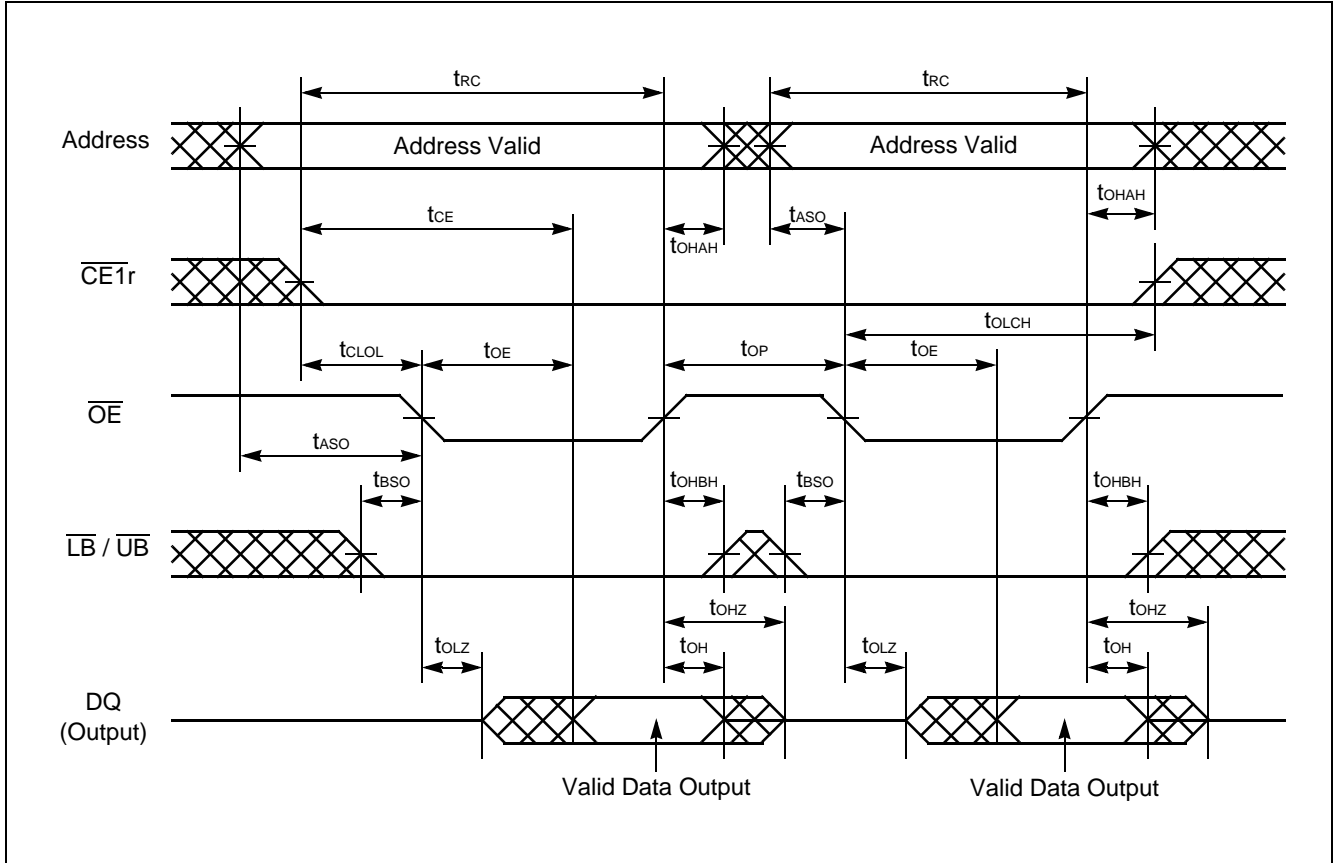 tRC tRC
Address Address Valid Address Valid
tCE tOHAH tASO tOHAH
CE1r
tCLOL tOE tOP tOLCH tOE
OE
tASO
tBSO tOHBH tBSO tOHBH
LB / UB
tOHZ tOHZ
tOLZ tOH tOLZ tOH
DQ
(Output)
Valid Data Output Valid Data Output